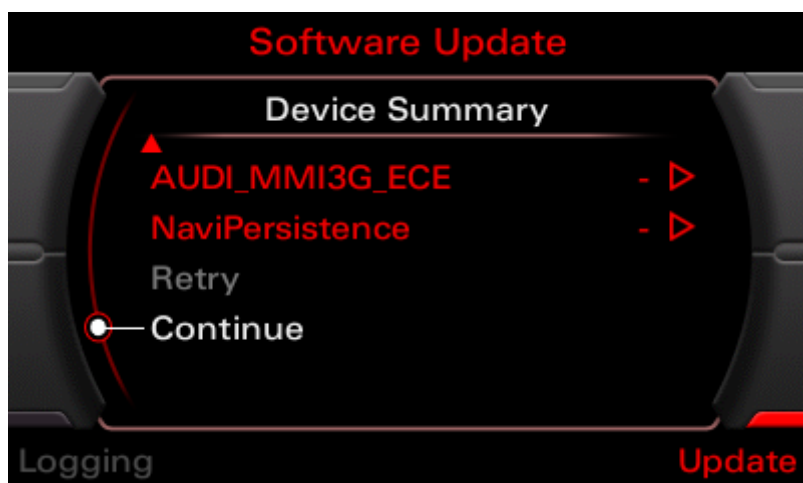 Software Update
Device Summary
AUDI_MMI3G_ECE -
NaviPersistence -
Retry
Continue
Logging Update